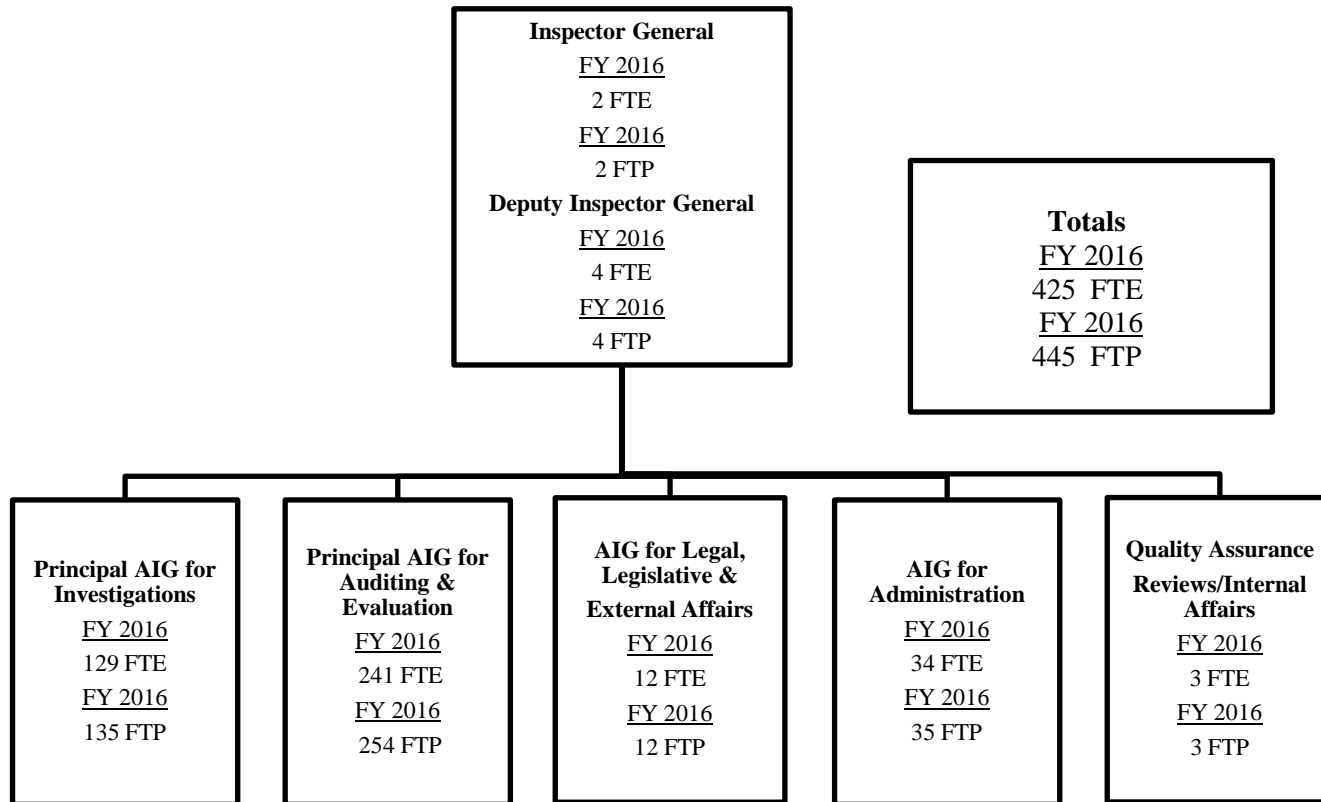 Inspector General
FY 2016
2 FTE
FY 2016
2 FTP
Deputy Inspector General
FY 2016
4 FTE
FY 2016
4 FTP
Totals
FY 2016
425 FTE
FY 2016
445 FTP
Principal AIG for
Investigations
FY 2016
129 FTE
FY 2016
135 FTP
Principal AIG for
Auditing &
Evaluation
FY 2016
241 FTE
FY 2016
254 FTP
AIG for Legal,
Legislative &
External Affairs
FY 2016
12 FTE
FY 2016
12 FTP
AIG for
Administration
FY 2016
34 FTE
FY 2016
35 FTP
Quality Assurance
Reviews/Internal
Affairs
FY 2016
3 FTE
FY 2016
3 FTP